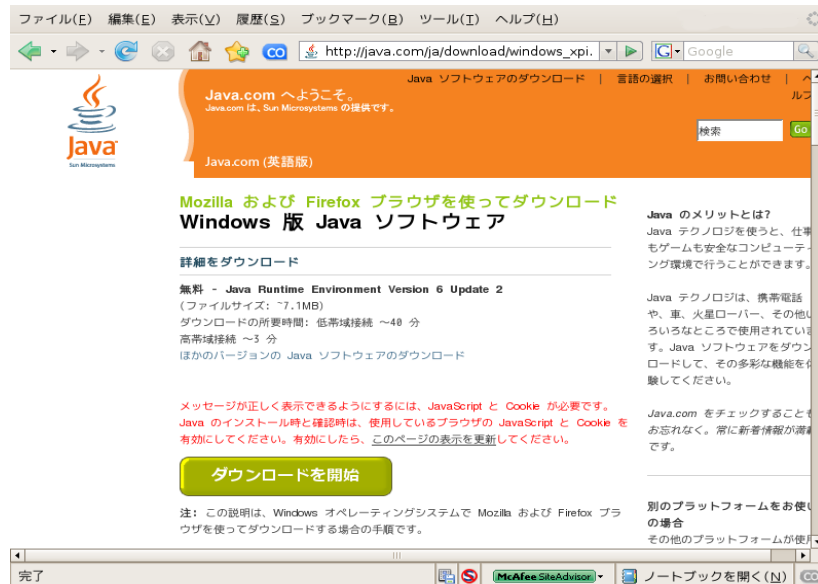 ファイル(F) 編集(E) 表示(V) 履歴(S) ブックマーク(B) ツール(T) ヘルプ(H)
http://java.com/ja/download/windows_xpi.
G Google
Java ソフトウェアのダウンロード | 言語の選択 | お問い合わせ | ヘ
ルプ
Java
Sun Microsystems
Java.com へようこそ。
Java.com は、Sun Microsystems の提供です。
検索 Go
Java.com (英語版)
Mozilla および Firefox ブラウザを使ってダウンロード
Windows 版 Java ソフトウェア
詳細をダウンロード
無料 - Java Runtime Environment Version 6 Update 2
(ファイルサイズ: ~7.1MB)
ダウンロードの所要時間: 低帯域接続 ~40 分
高帯域接続 ~3 分
ほかのバージョンの Java ソフトウェアのダウンロード
メッセージが正しく表示できるようにするには、JavaScript と Cookie が必要です。
Java のインストール時と確認時は、使用しているブラウザの JavaScript と Cookie を
有効にしてください。有効にしたら、このページの表示を更新してください。
ダウンロードを開始
注: この説明は、Windows オペレーティングシステムで Mozilla および Firefox ブラ
ウザを使ってダウンロードする場合の手順です。
Java のメリットとは?
Java テクノロジを使うと、仕事
もゲームも安全なコンピューティ
ング環境で行うことができます。
Java テクノロジは、携帯電話
や、車、火星ローバー、その他い
ろいろなところで使用されていま
す。Java ソフトウェアをダウン
ロードして、その多彩な機能を体
験してください。
Java.com をチェックすることも
お忘れなく。常に新着情報が満載
です。
別のプラットフォームをお使い
の場合
その他のプラットフォームが使用
完了
McAfee SiteAdvisor
ノートブックを開く(N)